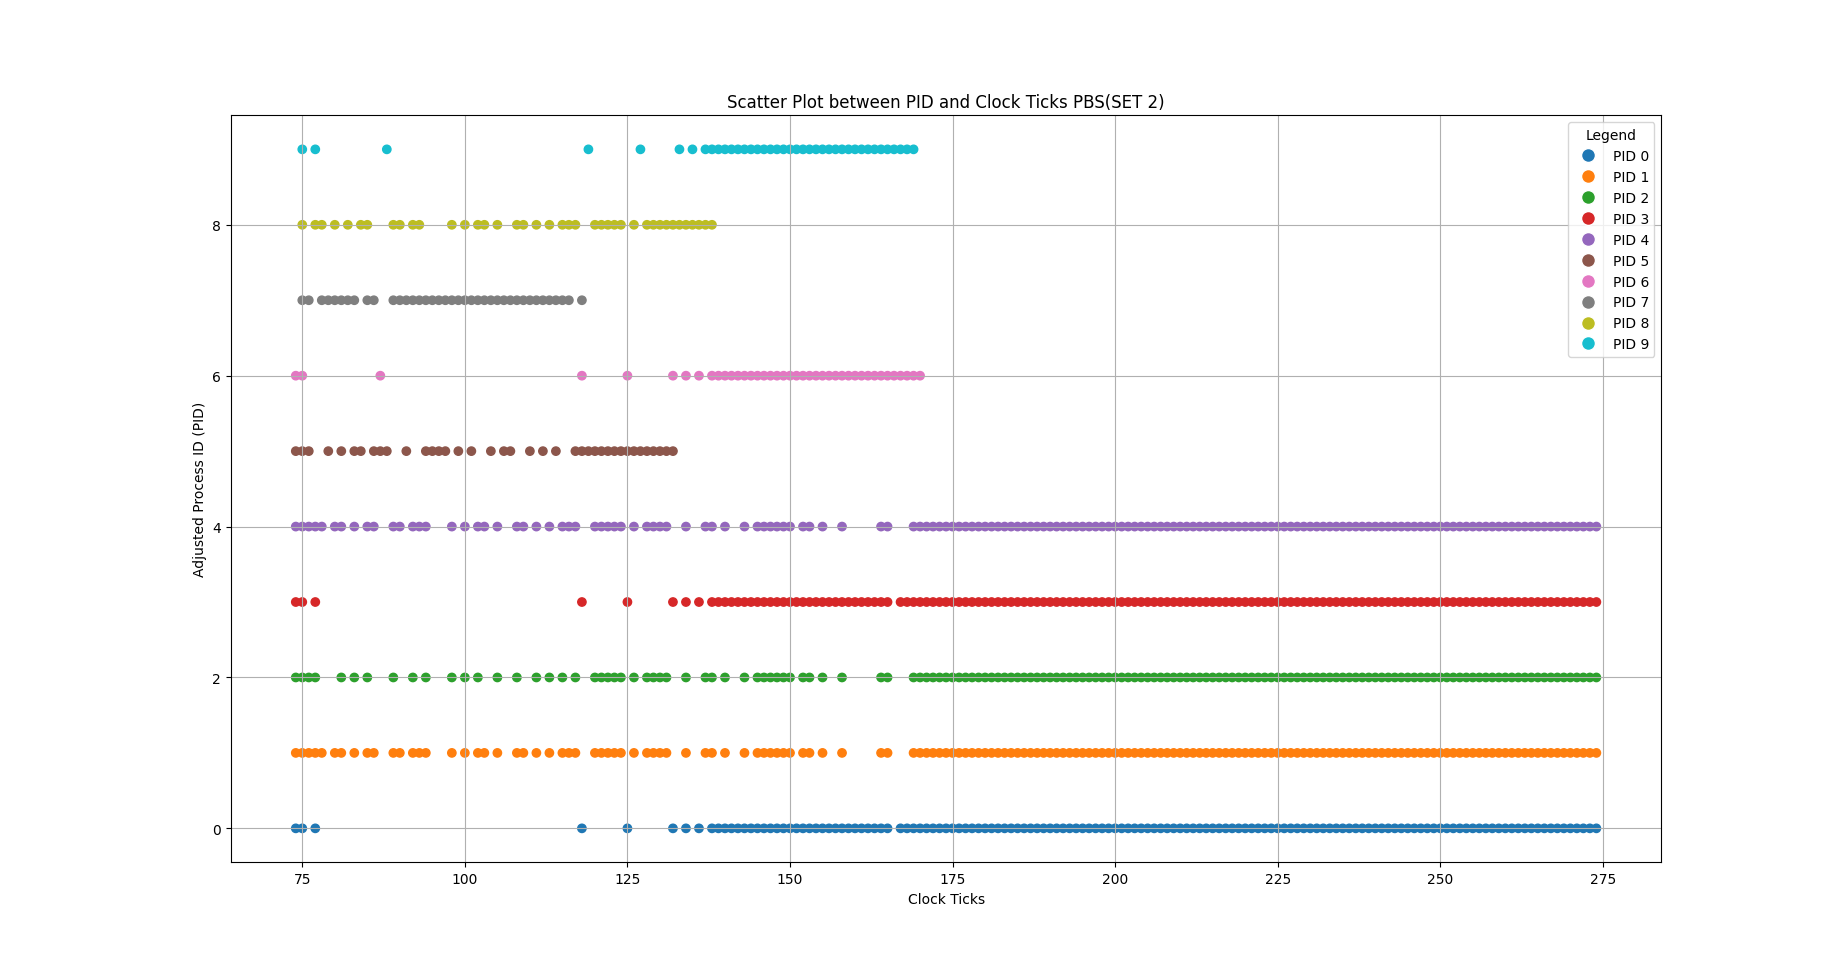 Scatter Plot between PID and Clock Ticks PBS(SET 2)
Legend
PID 0
PID 1
PID 2
PID 3
PID 4
PID 5
PID 6
PID 7
PID 8
PID 9
Adjusted Process ID (PID)
8
6
4
2
0
75 100 125 150 175 200 225 250 275
Clock Ticks